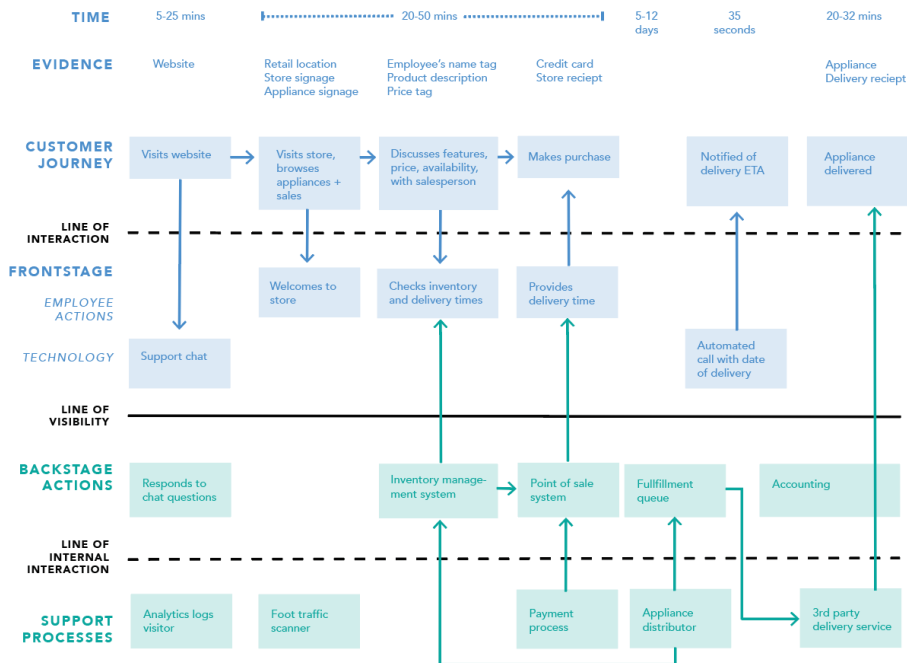 TIME
5-25 mins
20-50 mins
5-12
days
35
seconds
20-32 mins
EVIDENCE
Website
Retail location
Store signage
Appliance signage
Employee's name tag
Product description
Price tag
Credit card
Store reciept
Appliance
Delivery reciept
CUSTOMER
JOURNEY
Visits website
Visits store,
browses
appliances +
sales
Discusses features,
price, availability,
with salesperson
Makes purchase
Notified of
delivery ETA
Appliance
delivered
LINE OF
INTERACTION
FRONTSTAGE
EMPLOYEE
ACTIONS
Welcomes to
store
Checks inventory
and delivery times
Provides
delivery time
TECHNOLOGY
Support chat
Automated
call with date
of delivery
LINE OF
VISIBILITY
BACKSTAGE
ACTIONS
Responds to
chat questions
Inventory manage-
ment system
Point of sale
system
Fullfillment
queue
Accounting
LINE OF
INTERNAL
INTERACTION
SUPPORT
PROCESSES
Analytics logs
visitor
Foot traffic
scanner
Payment
process
Appliance
distributor
3rd party
delivery service